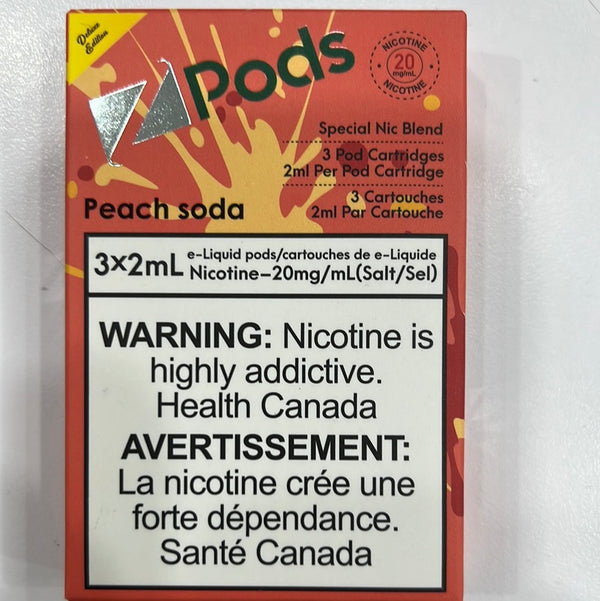 Deluxe
Edition
Z Pods
NICOTINE
20
mg/mL
NICOTINE
Special Nic Blend
3 Pod Cartridges
2ml Per Pod Cartridge
3 Cartouches
2ml Par Cartouche
Peach soda
3×2mL
e-Liquid pods/cartouches de e-Liquide
Nicotine–20mg/mL(Salt/Sel)
WARNING: Nicotine is
highly addictive.
Health Canada
AVERTISSEMENT:
La nicotine crée une
forte dépendance.
Santé Canada